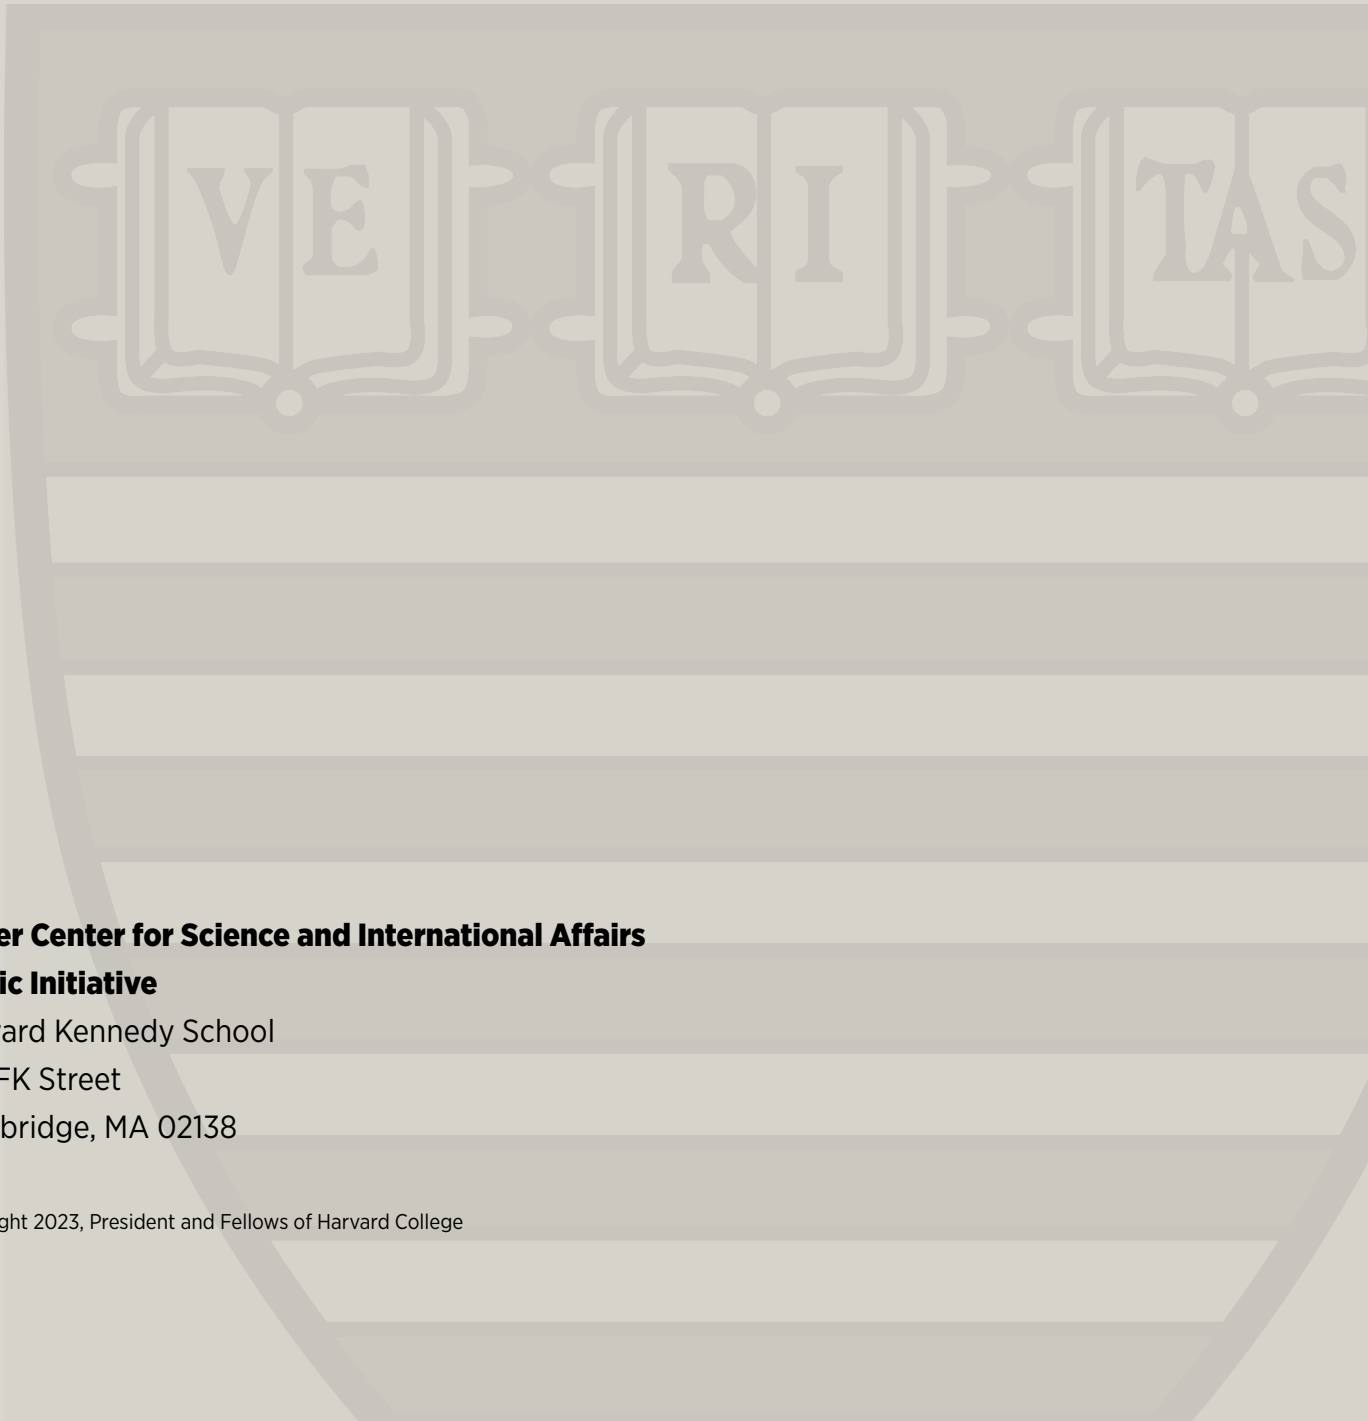 VE RI TAS
er Center for Science and International Affairs
ic Initiative
ard Kennedy School
FK Street
bridge, MA 02138
ght 2023, President and Fellows of Harvard College